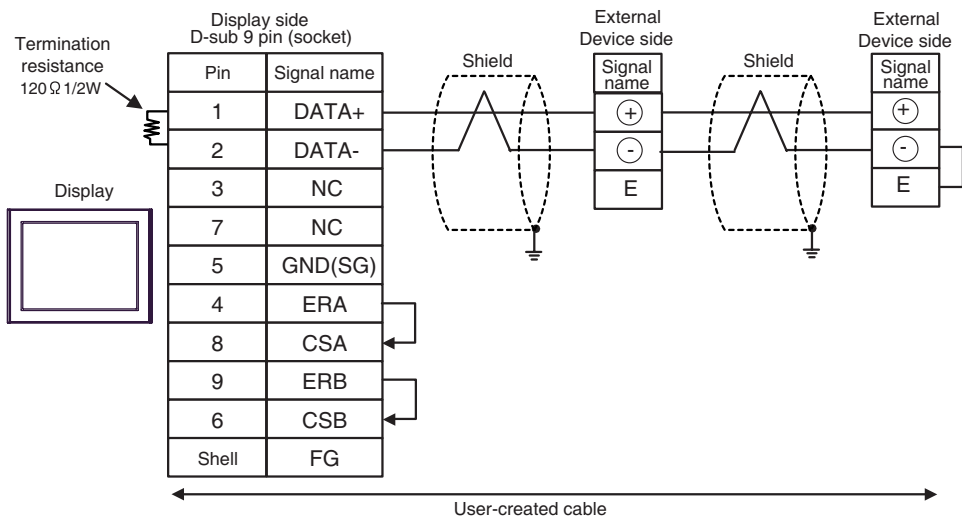 Display side
D-sub 9 pin (socket)
Termination
resistance
120Ω 1/2W
Pin Signal name
1 DATA+
2 DATA-
3 NC
7 NC
5 GND(SG)
4 ERA
8 CSA
9 ERB
6 CSB
Shell FG
Display
Shield
External
Device side
Signal
name
+
-
E
Shield
External
Device side
Signal
name
+
-
E
User-created cable